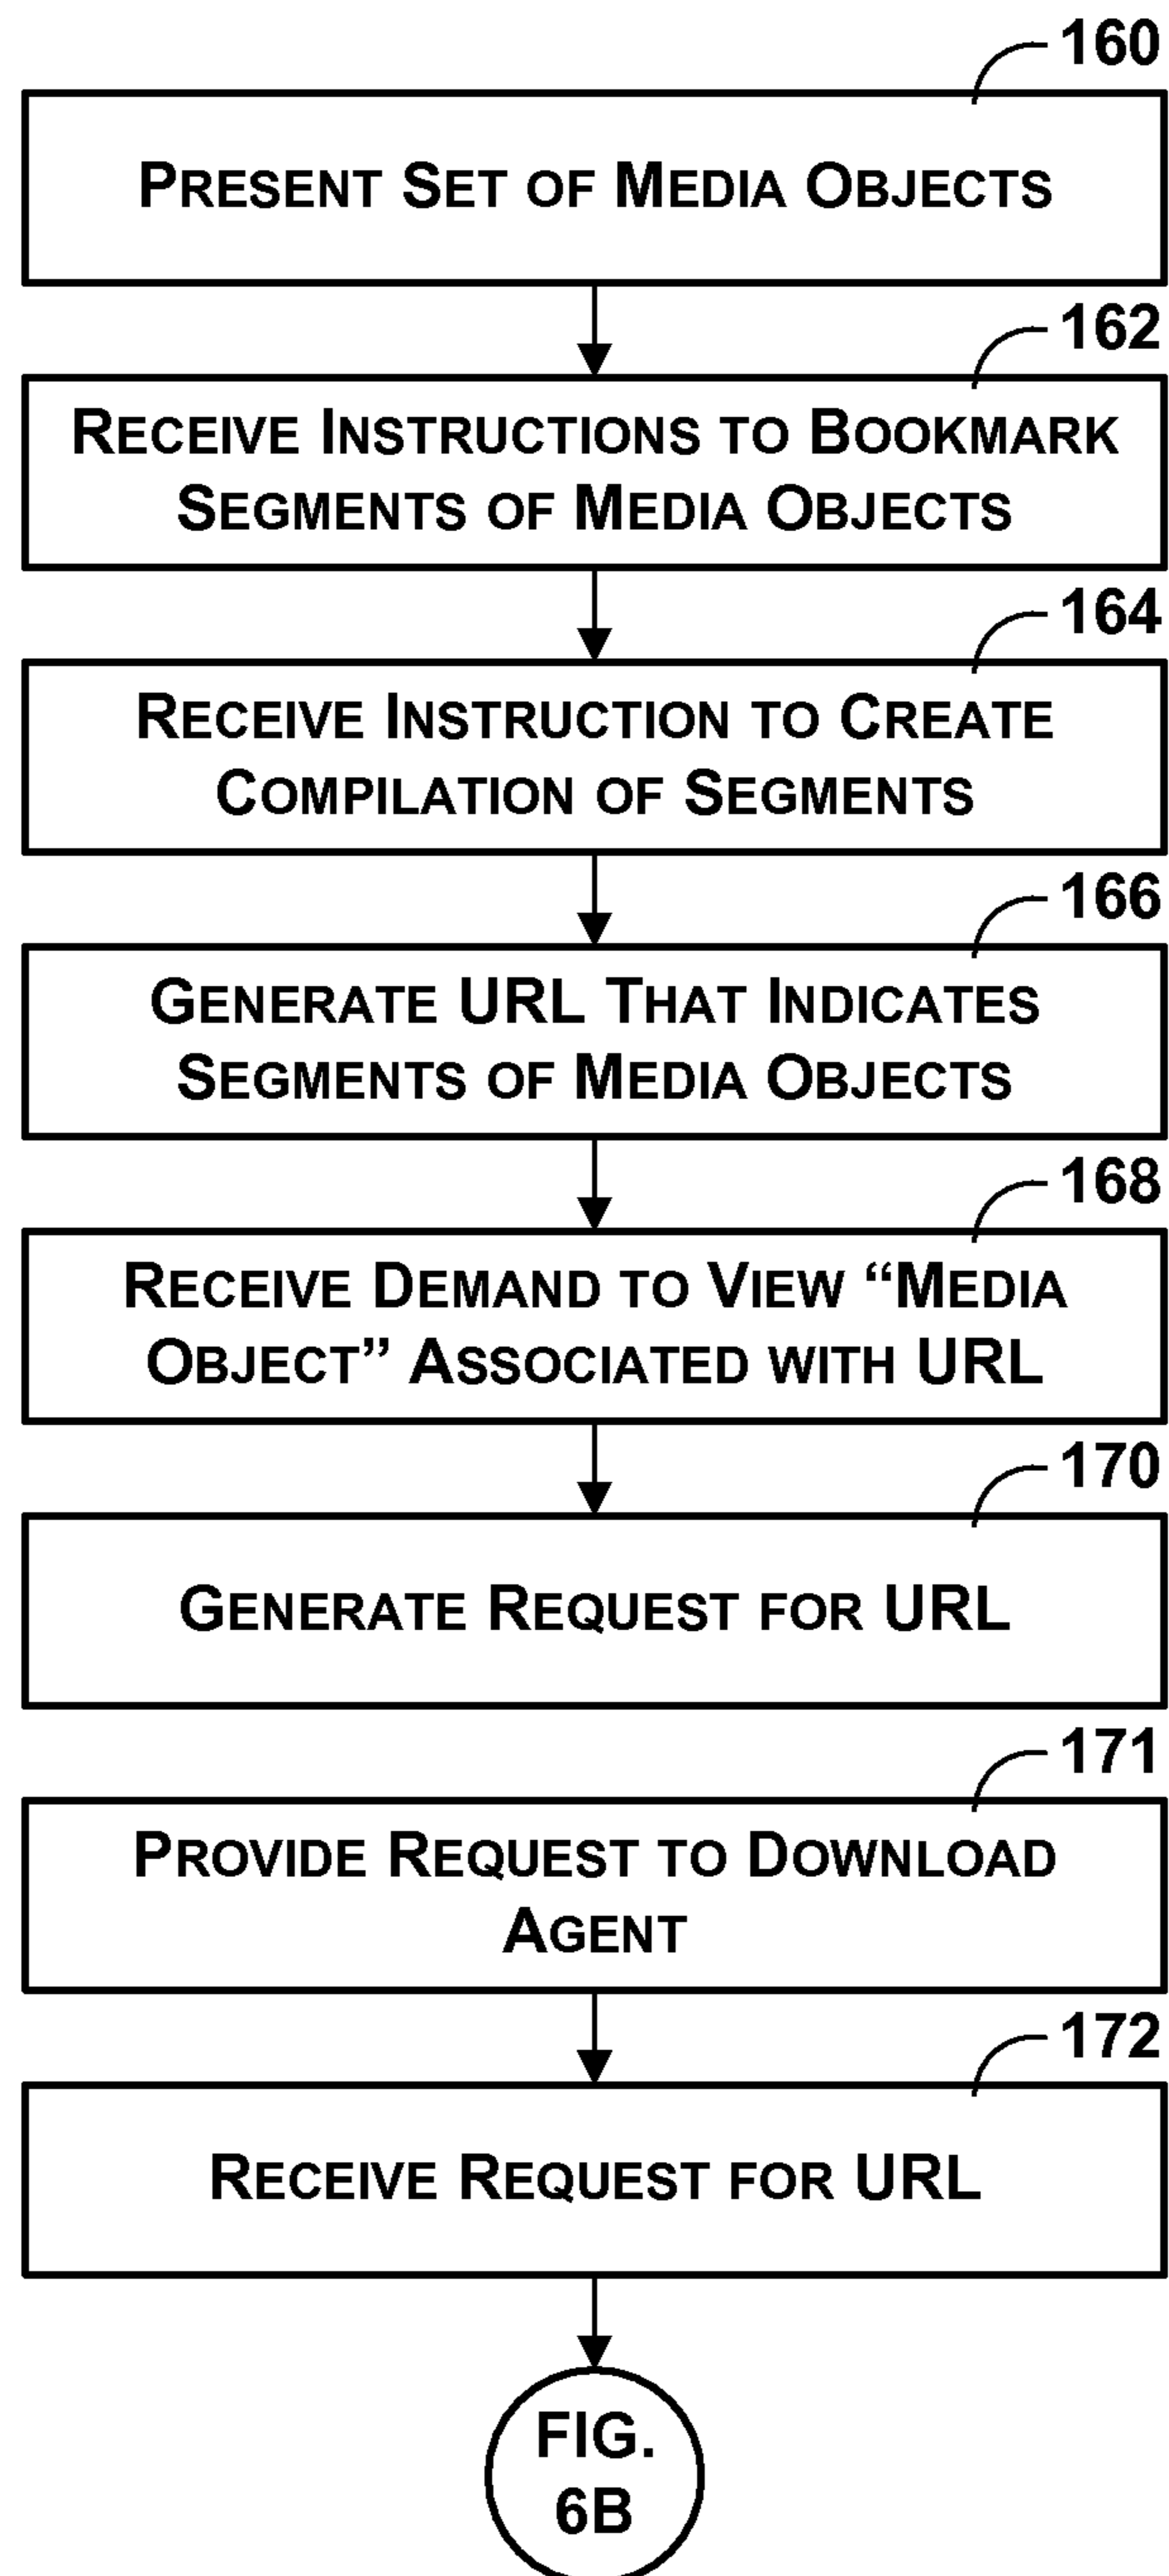 160
PRESENT SET OF MEDIA OBJECTS
162
RECEIVE INSTRUCTIONS TO BOOKMARK
SEGMENTS OF MEDIA OBJECTS
164
RECEIVE INSTRUCTION TO CREATE
COMPILATION OF SEGMENTS
166
GENERATE URL THAT INDICATES
SEGMENTS OF MEDIA OBJECTS
168
RECEIVE DEMAND TO VIEW “MEDIA
OBJECT” ASSOCIATED WITH URL
170
GENERATE REQUEST FOR URL
171
PROVIDE REQUEST TO DOWNLOAD
AGENT
172
RECEIVE REQUEST FOR URL
FIG.
6B